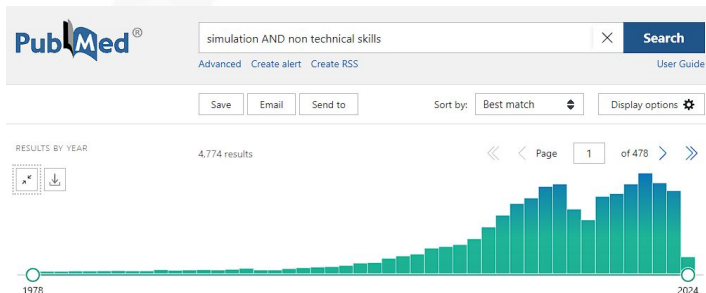 PubMed®
simulation AND non technical skills
Search
Advanced Create alert Create RSS
User Guide
Save Email Send to
Sort by: Best match
Display options
RESULTS BY YEAR
4,774 results
Page 1 of 478
1978
2024